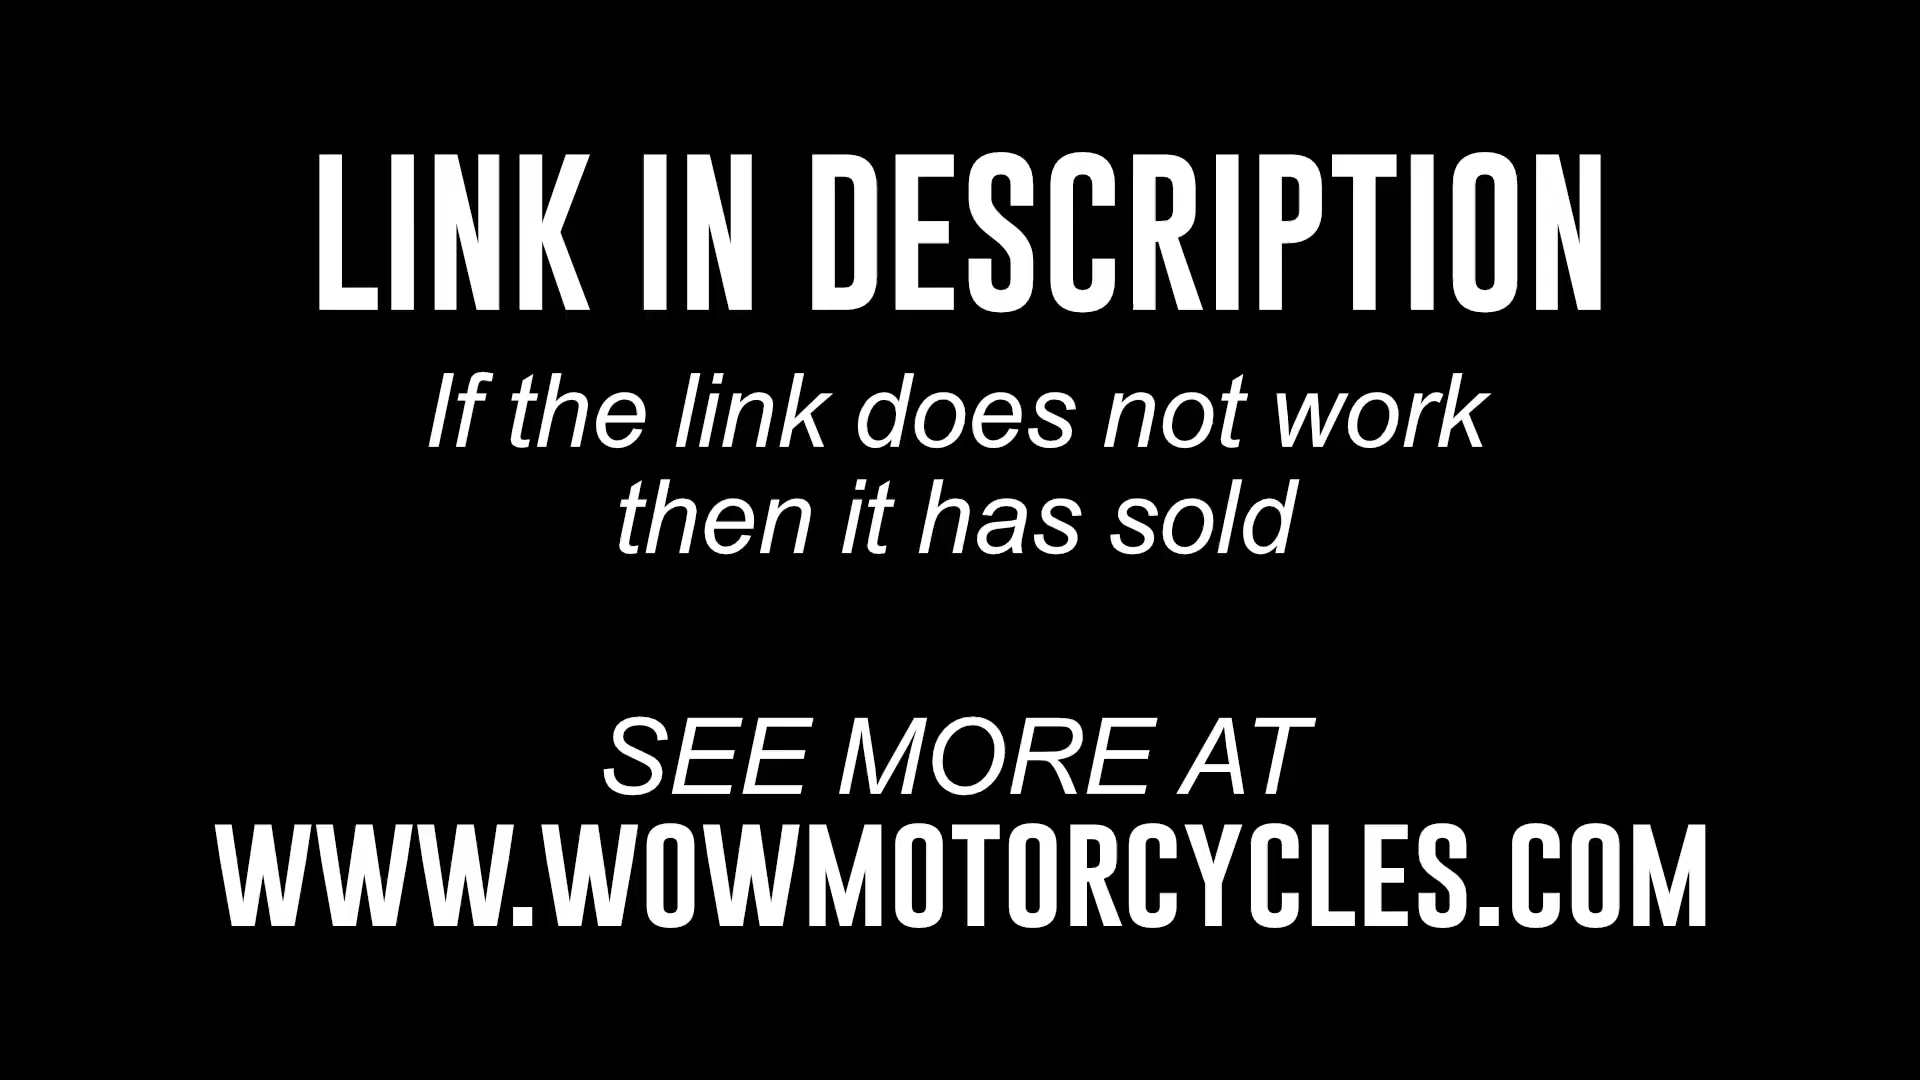 LINK IN DESCRIPTION
If the link does not work
then it has sold
SEE MORE AT
WWW.WOWMOTORCYCLES.COM